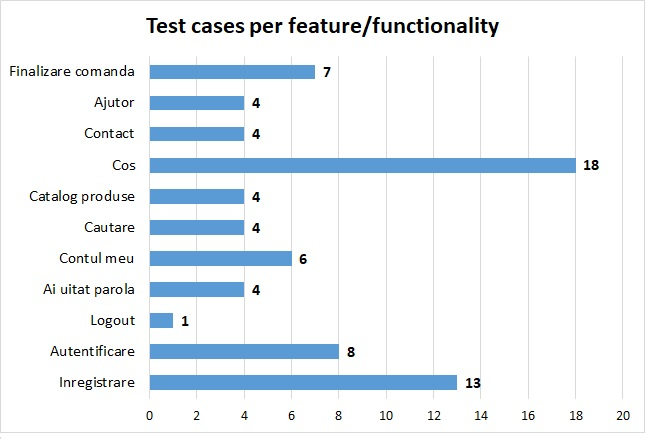 Test cases per feature/functionality
Finalizare comanda 7
Ajutor 4
Contact 4
Cos 18
Catalog produse 4
Cautare 4
Contul meu 6
Ai uitat parola 4
Logout 1
Autentificare 8
Inregistrare 13
0 2 4 6 8 10 12 14 16 18 20